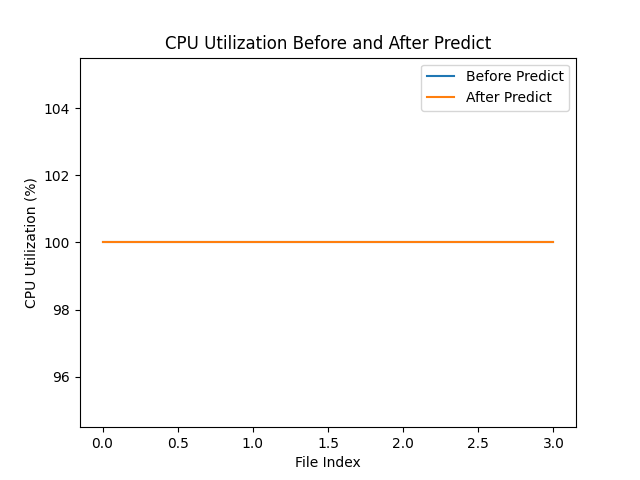 CPU Utilization Before and After Predict
Before Predict
After Predict
104
102
100
98
96
CPU Utilization (%)
0.0 0.5 1.0 1.5 2.0 2.5 3.0
File Index